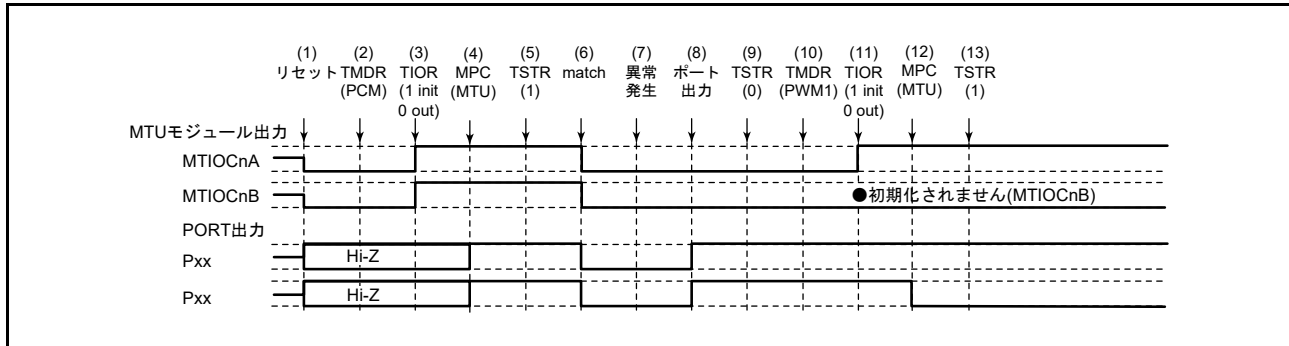 (1) (2) (3) (4) (5) (6) (7) (8) (9) (10) (11) (12) (13)
リセット TMDR TIOR MPC TSTR match 異常 ポート TSTR TMDR TIOR MPC TSTR
(PCM) (1 init (MTU) (1) 発生 出力 (0) (PWM1) (1 init (MTU) (1)
0 out) 0 out)
MTUモジュール出力
MTIOCnA
MTIOCnB ●初期化されません(MTIOCnB)
PORT出力
Pxx Hi-Z
Pxx Hi-Z